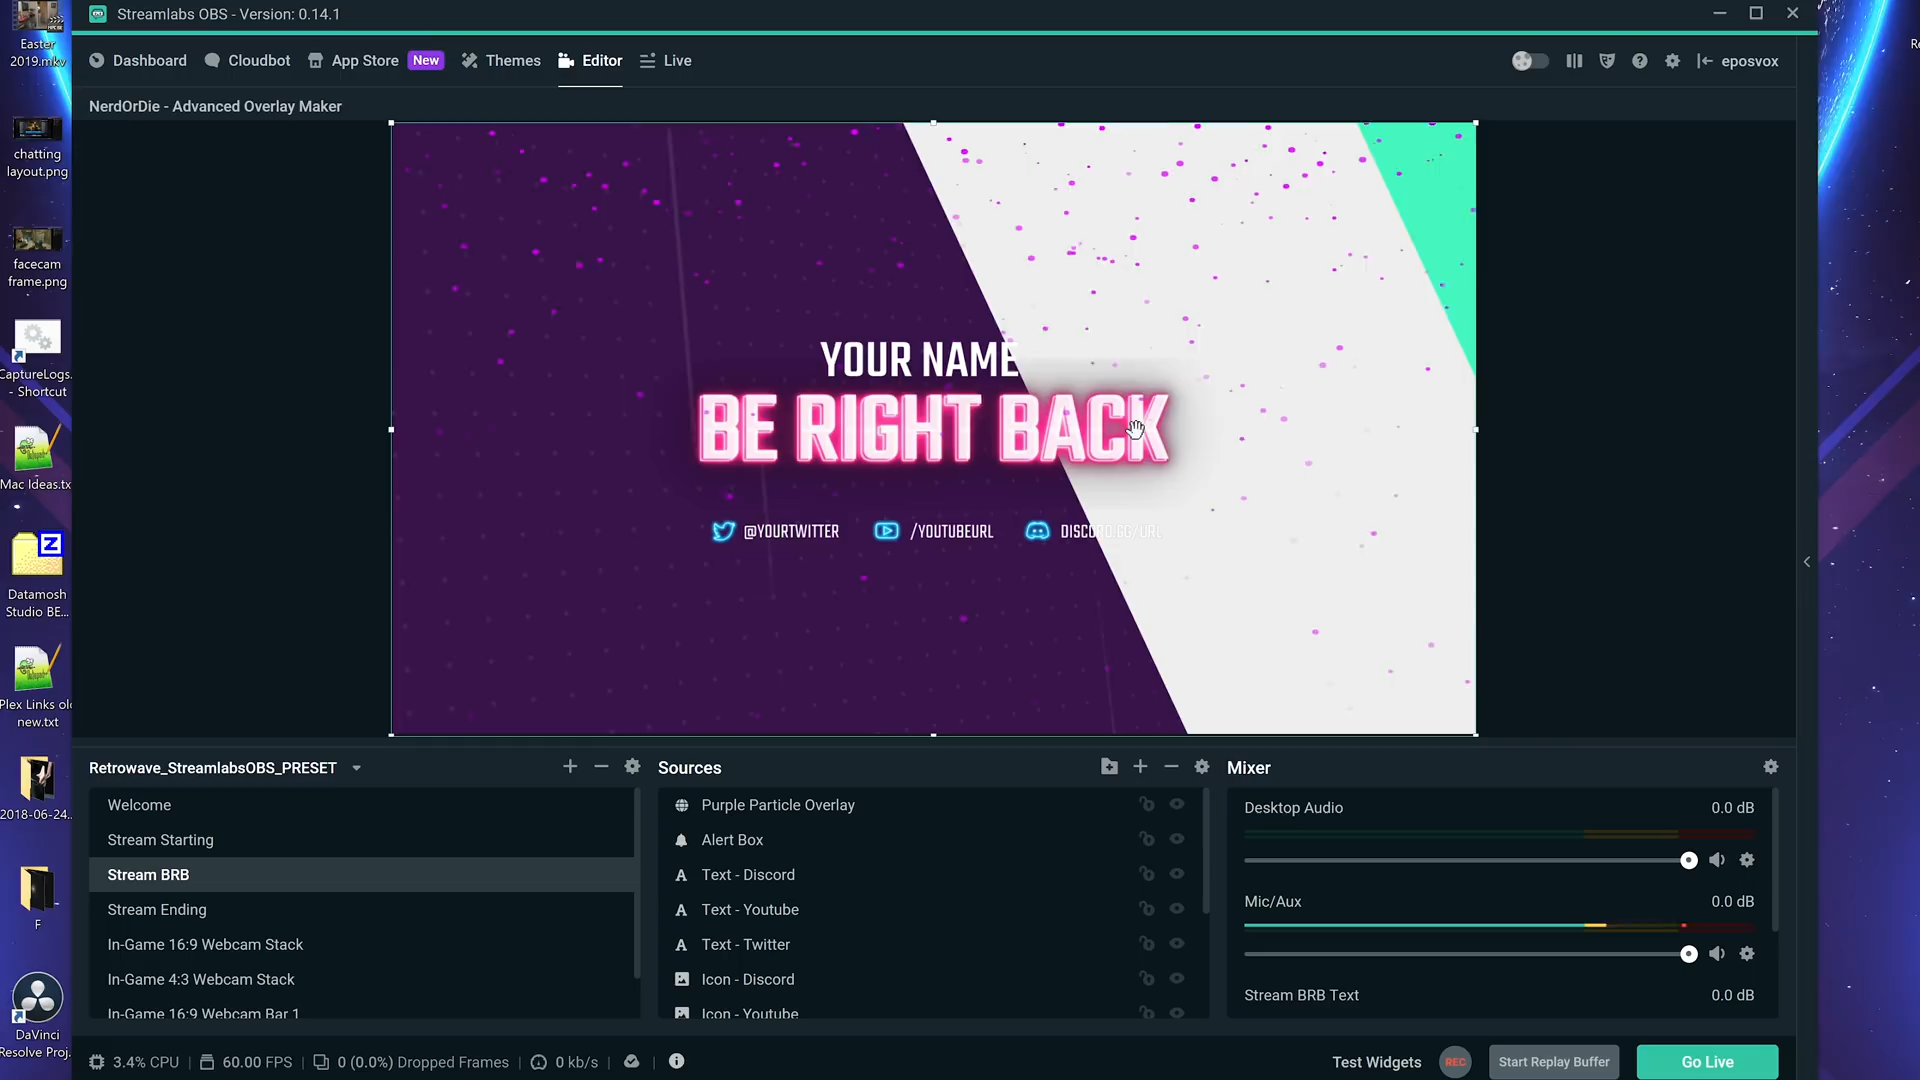 Streamlabs OBS - Version: 0.14.1
Dashboard
Cloudbot
App Store
New
Themes
Editor
Live
eposvox
NerdOrDie - Advanced Overlay Maker
Easter
2019.mkv
chatting
layout.png
facecam
frame.png
CaptureLogs.
- Shortcut
Mac Ideas.tx
Z
Datamosh
Studio BE...
Plex Links old
new.txt
2018-06-24..
F
DaVinci
Resolve Proj.
YOUR NAME
BE RIGHT BACK
@YOURTWITTER
/YOUTUBEURL
DISCORD.GG/URL
Retrowave_StreamlabsOBS_PRESET
Welcome
Stream Starting
Stream BRB
Stream Ending
In-Game 16:9 Webcam Stack
In-Game 4:3 Webcam Stack
In-Game 16:9 Webcam Bar 1
Sources
Purple Particle Overlay
Alert Box
Text - Discord
Text - Youtube
Text - Twitter
Icon - Discord
Icon - Youtube
Mixer
Desktop Audio 0.0 dB
Mic/Aux 0.0 dB
Stream BRB Text 0.0 dB
3.4% CPU
60.00 FPS
0 (0.0%) Dropped Frames
0 kb/s
Test Widgets
REC
Start Replay Buffer
Go Live